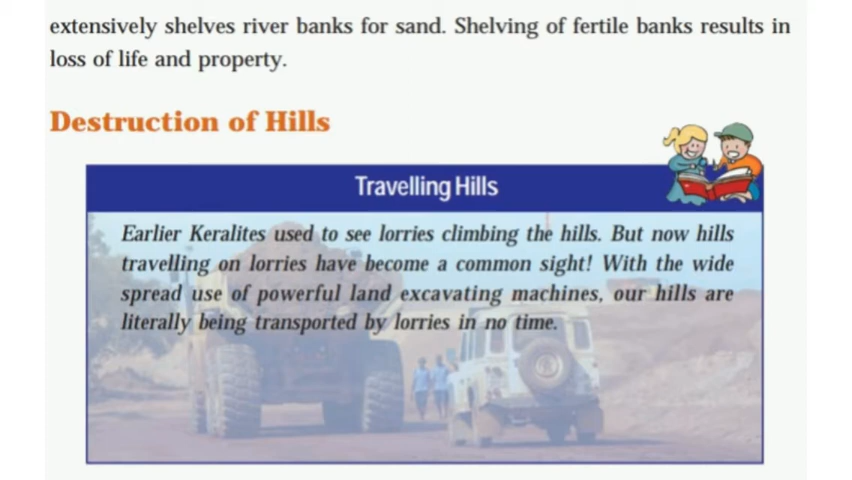 extensively shelves river banks for sand. Shelving of fertile banks results in
loss of life and property.
Destruction of Hills
Travelling Hills
Earlier Keralites used to see lorries climbing the hills. But now hills
travelling on lorries have become a common sight! With the wide
spread use of powerful land excavating machines, our hills are
literally being transported by lorries in no time.